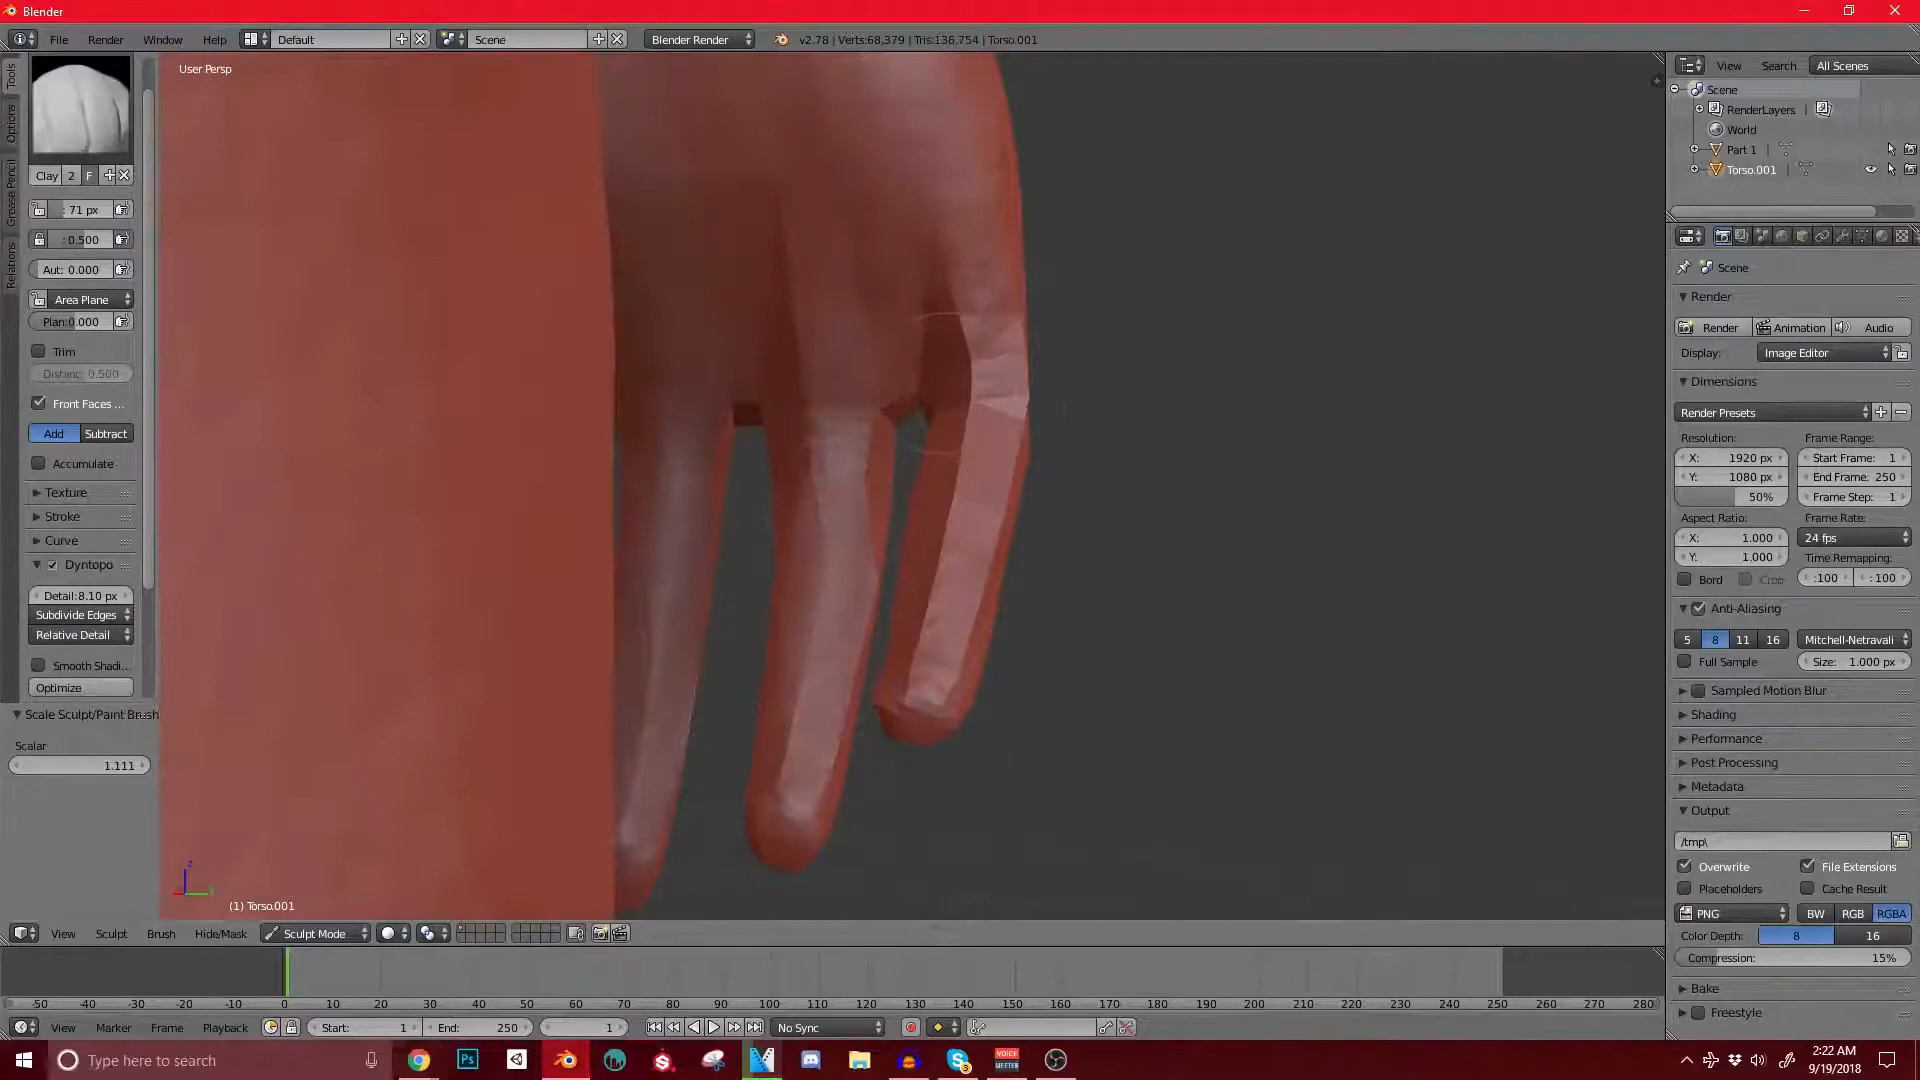 Blender
File Render Window Help Default Scene Blender Render v2.78 | Verts:68,379 | Tris:136,754 | Torso.001
User Persp
Tools
Options
Grease Pencil
Relations
Clay 2 F
: 71 px
: 0.500
Aut: 0.000
Area Plane
Plan:0.000
Trim
Distanc: 0.500
Front Faces ...
Add Subtract
Accumulate
Texture
Stroke
Curve
Dyntopo
Detail:8.10 px
Subdivide Edges
Relative Detail
Smooth Shadi...
Optimize
Scale Sculpt/Paint Brush
Scalar
1.111
(1) Torso.001
View Sculpt Brush Hide/Mask Sculpt Mode
-50 -40 -30 -20 -10 0 10 20 30 40 50 60 70 80 90 100 110 120 130 140 150 160 170 180 190 200 210 220 230 240 250 260 270 280
View Marker Frame Playback Start: 1 End: 250 1 No Sync
View Search All Scenes
Scene
RenderLayers
World
Part 1
Torso.001
Scene
Render
Render Animation Audio
Display: Image Editor
Dimensions
Render Presets
Resolution: Frame Range:
X: 1920 px Start Frame: 1
Y: 1080 px End Frame: 250
50% Frame Step: 1
Aspect Ratio: Frame Rate:
X: 1.000 24 fps
Y: 1.000 Time Remapping:
Bord Crop :100 : 100
Anti-Aliasing
5 8 11 16 Mitchell-Netravali
Full Sample Size: 1.000 px
Sampled Motion Blur
Shading
Performance
Post Processing
Metadata
Output
/tmp\
Overwrite File Extensions
Placeholders Cache Result
PNG BW RGB RGBA
Color Depth: 8 16
Compression: 15%
Bake
Freestyle
Type here to search
VOICE
MEETER
2:22 AM
9/19/2018